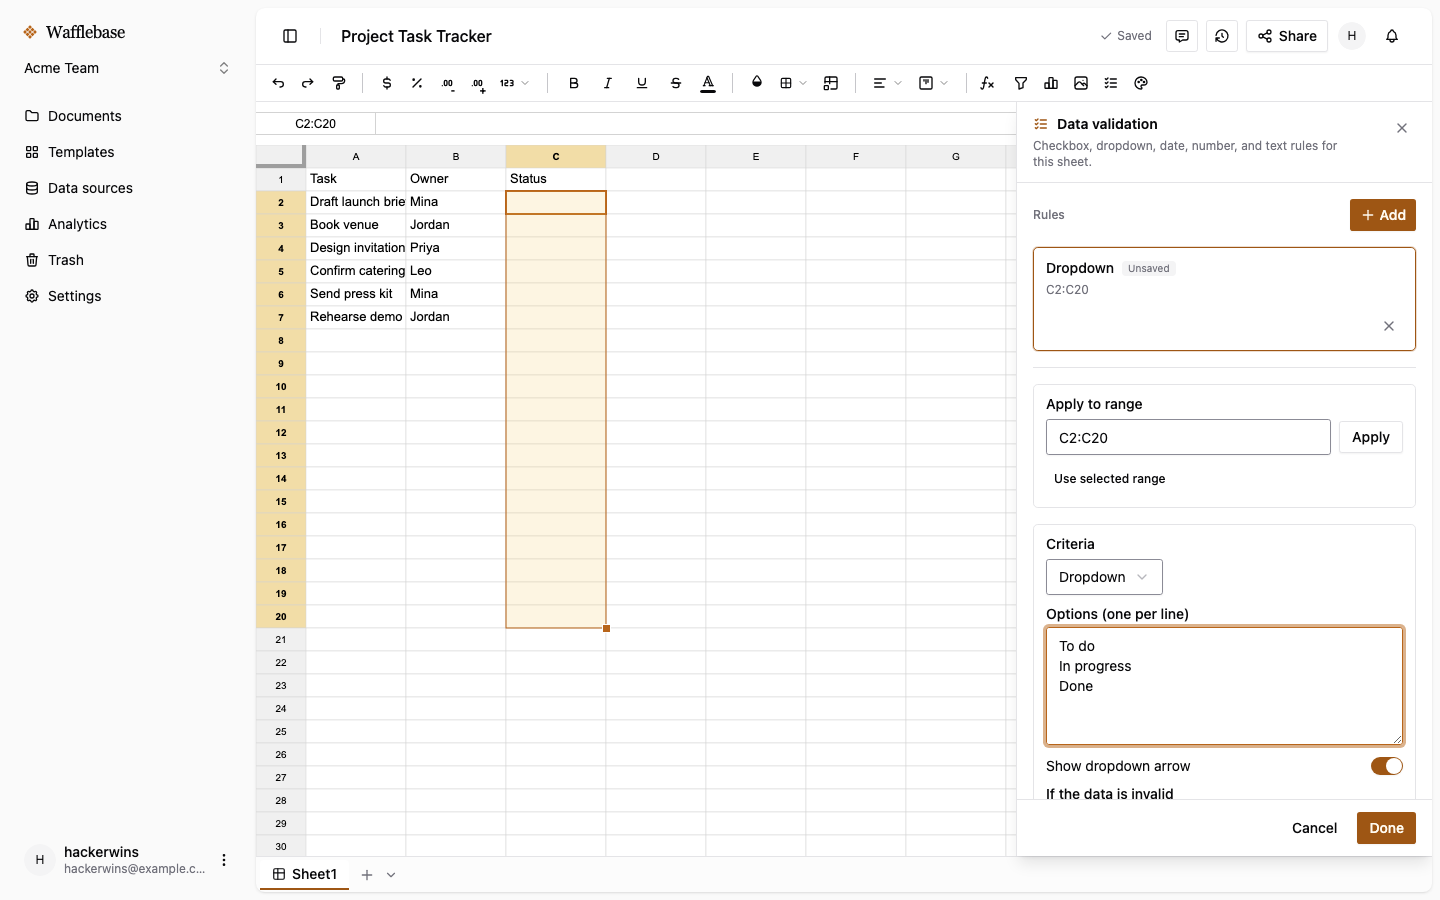 Wafflebase
Acme Team
Documents
Templates
Data sources
Analytics
Trash
Settings
H
hackerwins
hackerwins@example.c...
Project Task Tracker
Saved
Share
H
$ % .00 .00 123 B I U S A
C2:C20
A B C D E F G
1 Task Owner Status
2 Draft launch brie Mina
3 Book venue Jordan
4 Design invitation Priya
5 Confirm catering Leo
6 Send press kit Mina
7 Rehearse demo Jordan
8
9
10
11
12
13
14
15
16
17
18
19
20
21
22
23
24
25
26
27
28
29
30
Sheet1
Data validation
Checkbox, dropdown, date, number, and text rules for
this sheet.
Rules
Add
Dropdown Unsaved
C2:C20
Apply to range
C2:C20
Apply
Use selected range
Criteria
Dropdown
Options (one per line)
To do
In progress
Done
Show dropdown arrow
If the data is invalid
Cancel
Done